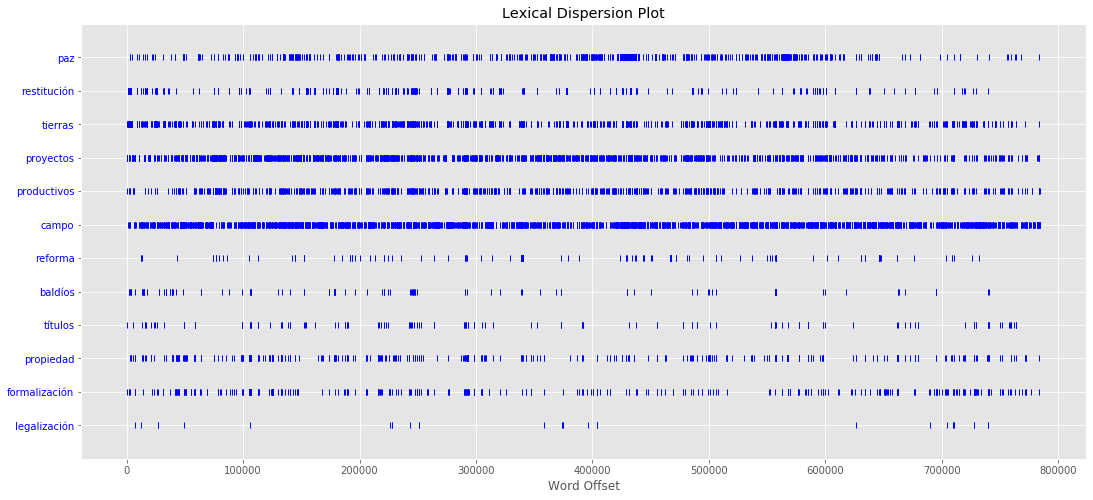 Lexical Dispersion Plot
paz
restitución
tierras
proyectos
productivos
campo
reforma
baldíos
títulos
propiedad
formalización
legalización
0 100000 200000 300000 400000 500000 600000 700000 800000
Word Offset